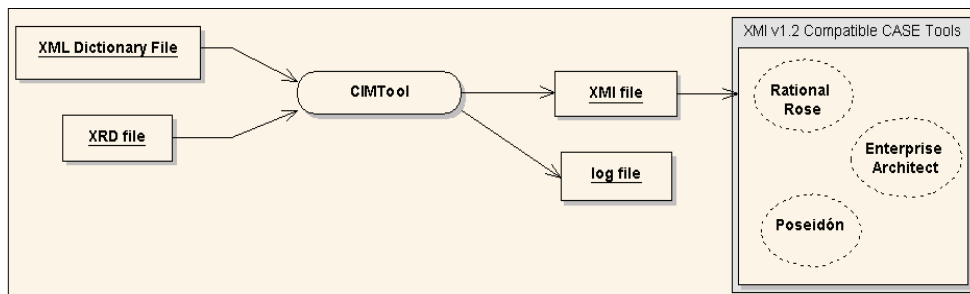 XML Dictionary File
XRD file
CIMTool
XMI file
log file
XMI v1.2 Compatible CASE Tools
Rational
Rose
Enterprise
Architect
Poseidón